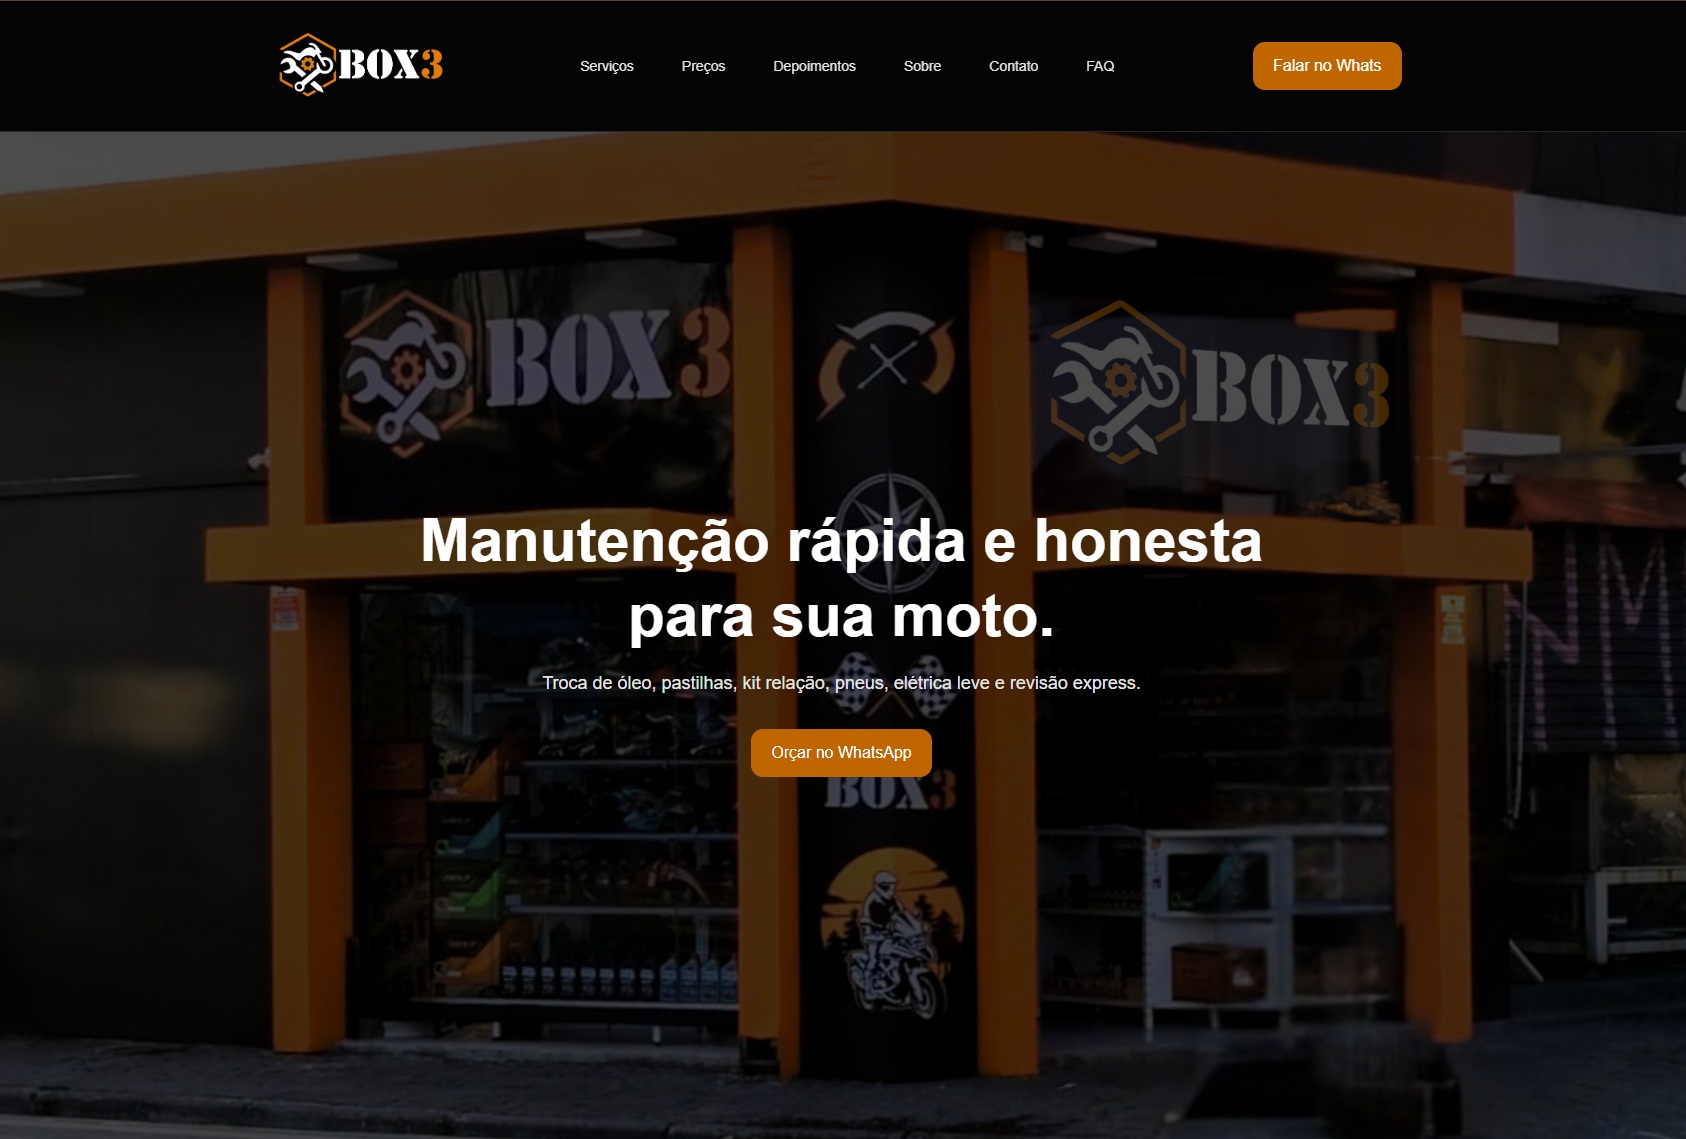 BOX3
Serviços
Preços
Depoimentos
Sobre
Contato
FAQ
Falar no Whats
BOX3
BOX3
Manutenção rápida e honesta
para sua moto.
Troca de óleo, pastilhas, kit relação, pneus, elétrica leve e revisão express.
Orçar no WhatsApp
BOX3
NM